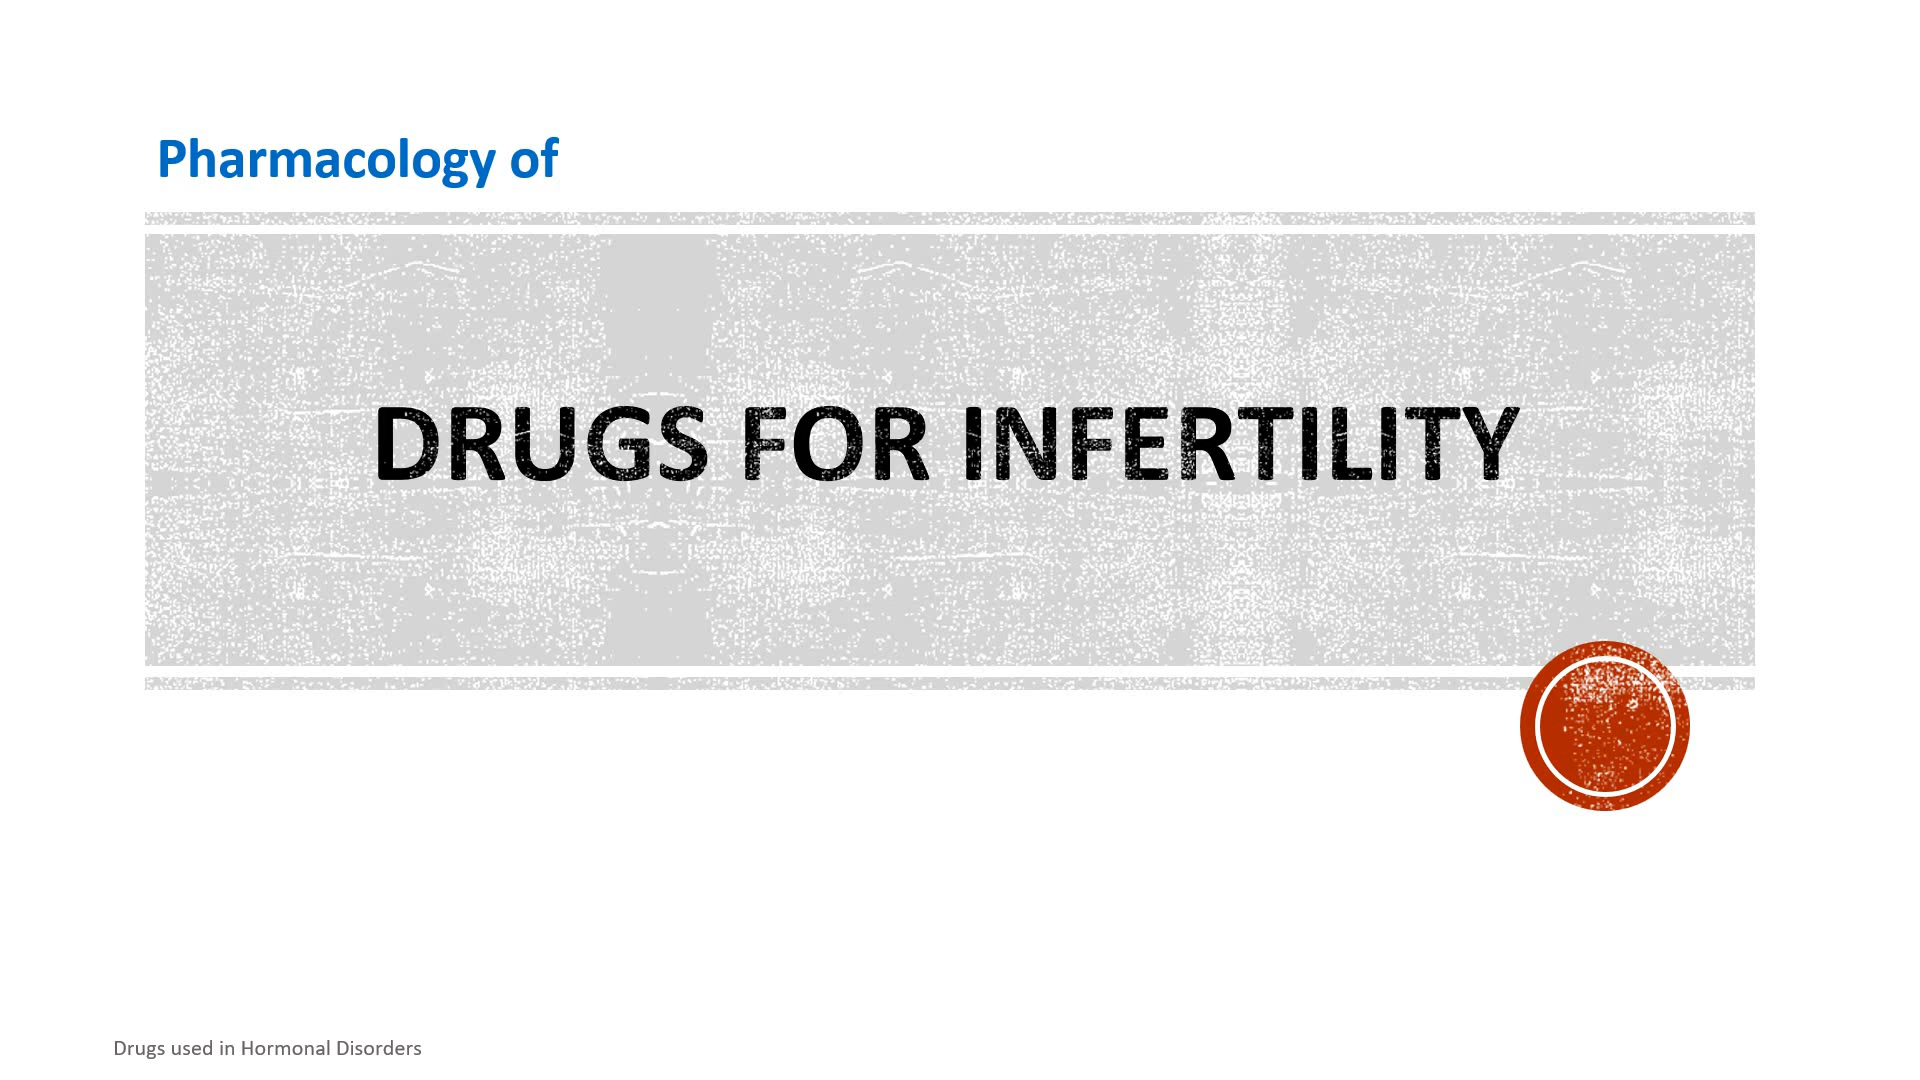 Pharmacology of
DRUGS FOR INFERTILITY
Drugs used in Hormonal Disorders